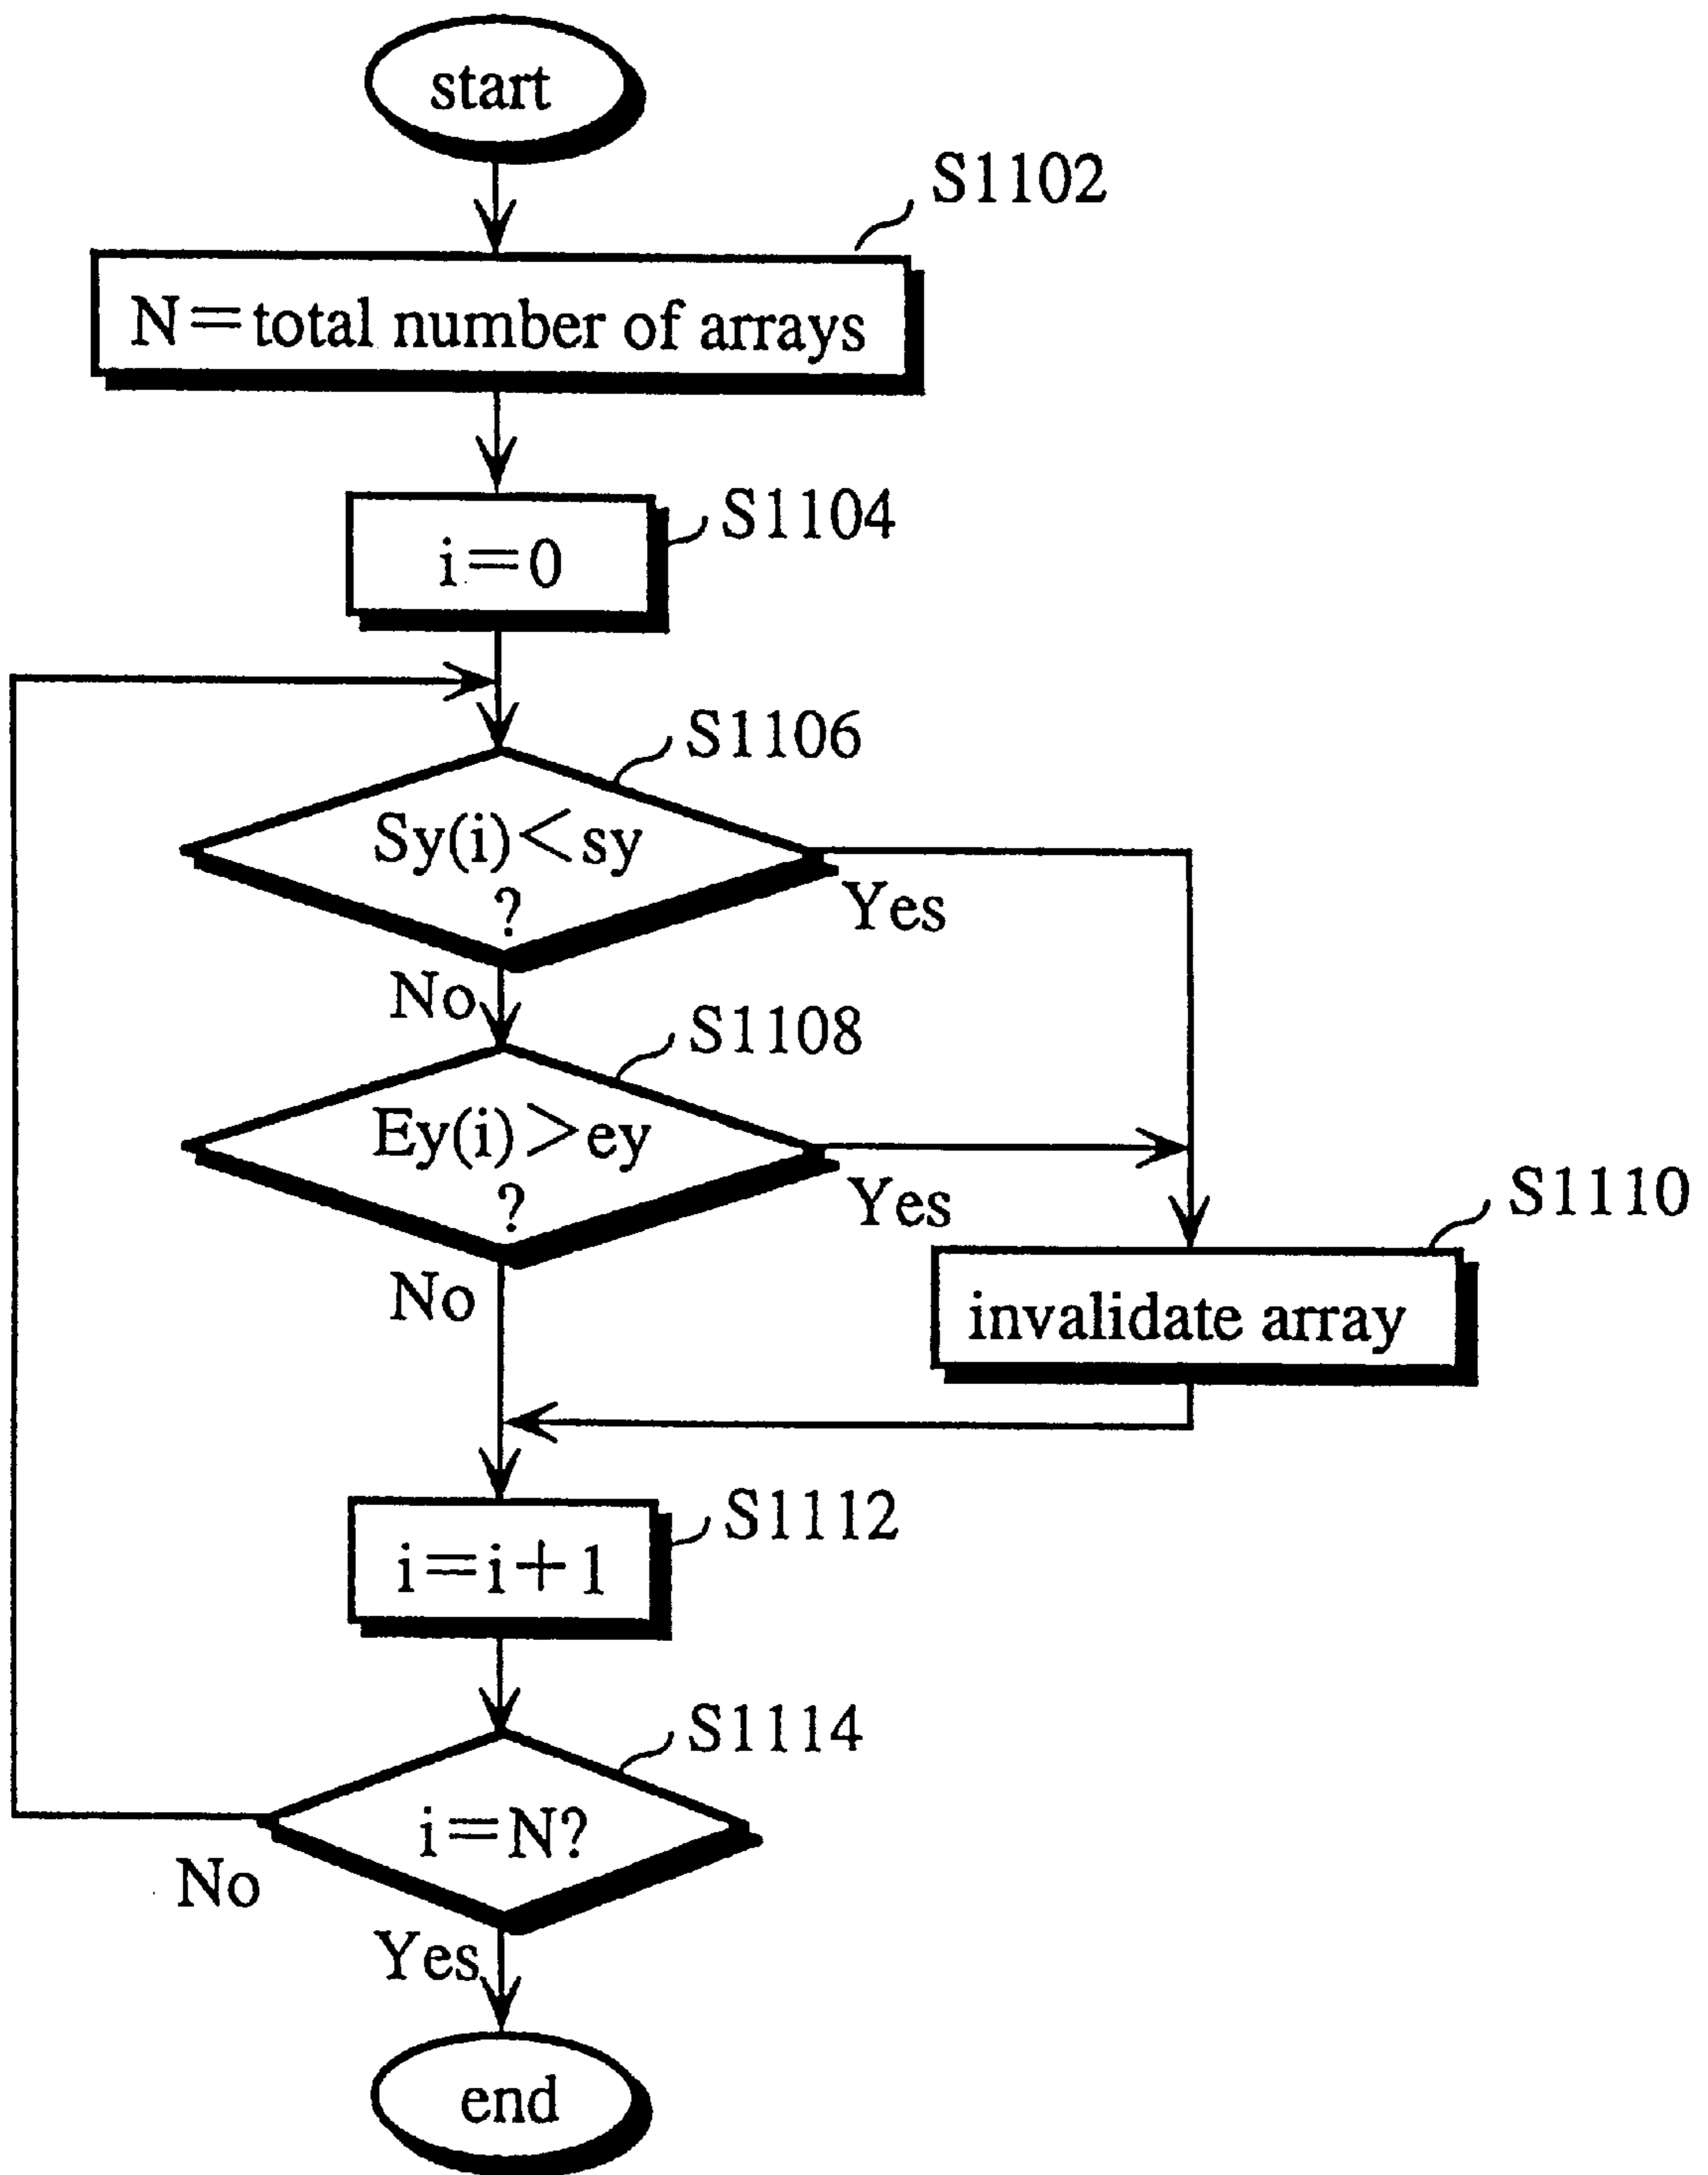 start
S1102
N=total number of arrays
S1104
i=0
S1106
Sy(i)<sy
?
Yes
No
S1108
Ey(i)>ey
?
Yes
No
S1110
invalidate array
S1112
i=i+1
S1114
i=N?
No
Yes
end